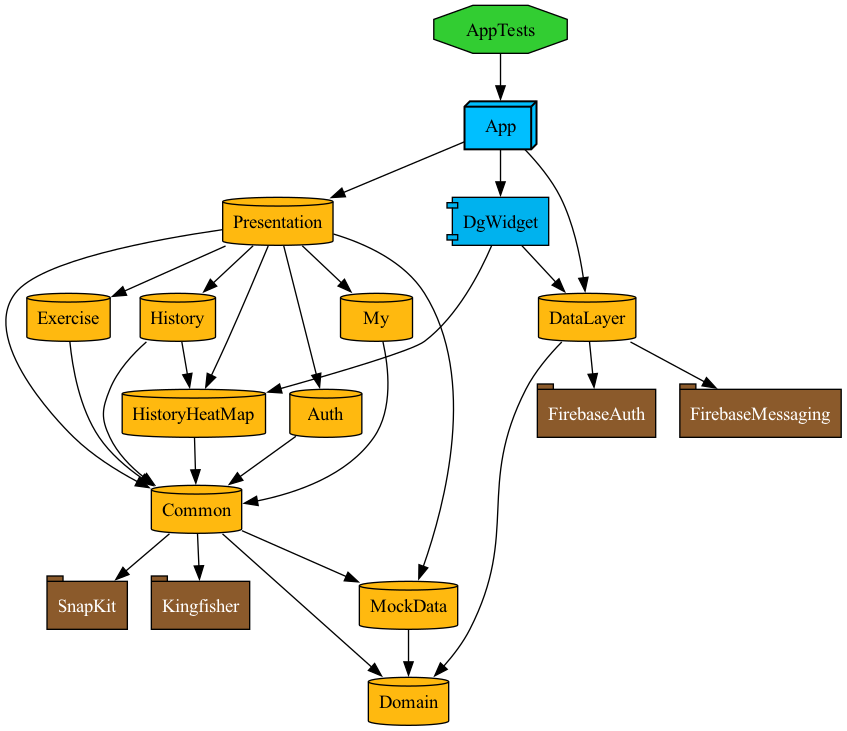 AppTests
App
Presentation
DgWidget
Exercise
History
My
DataLayer
HistoryHeatMap
Auth
FirebaseAuth
FirebaseMessaging
Common
SnapKit
Kingfisher
MockData
Domain